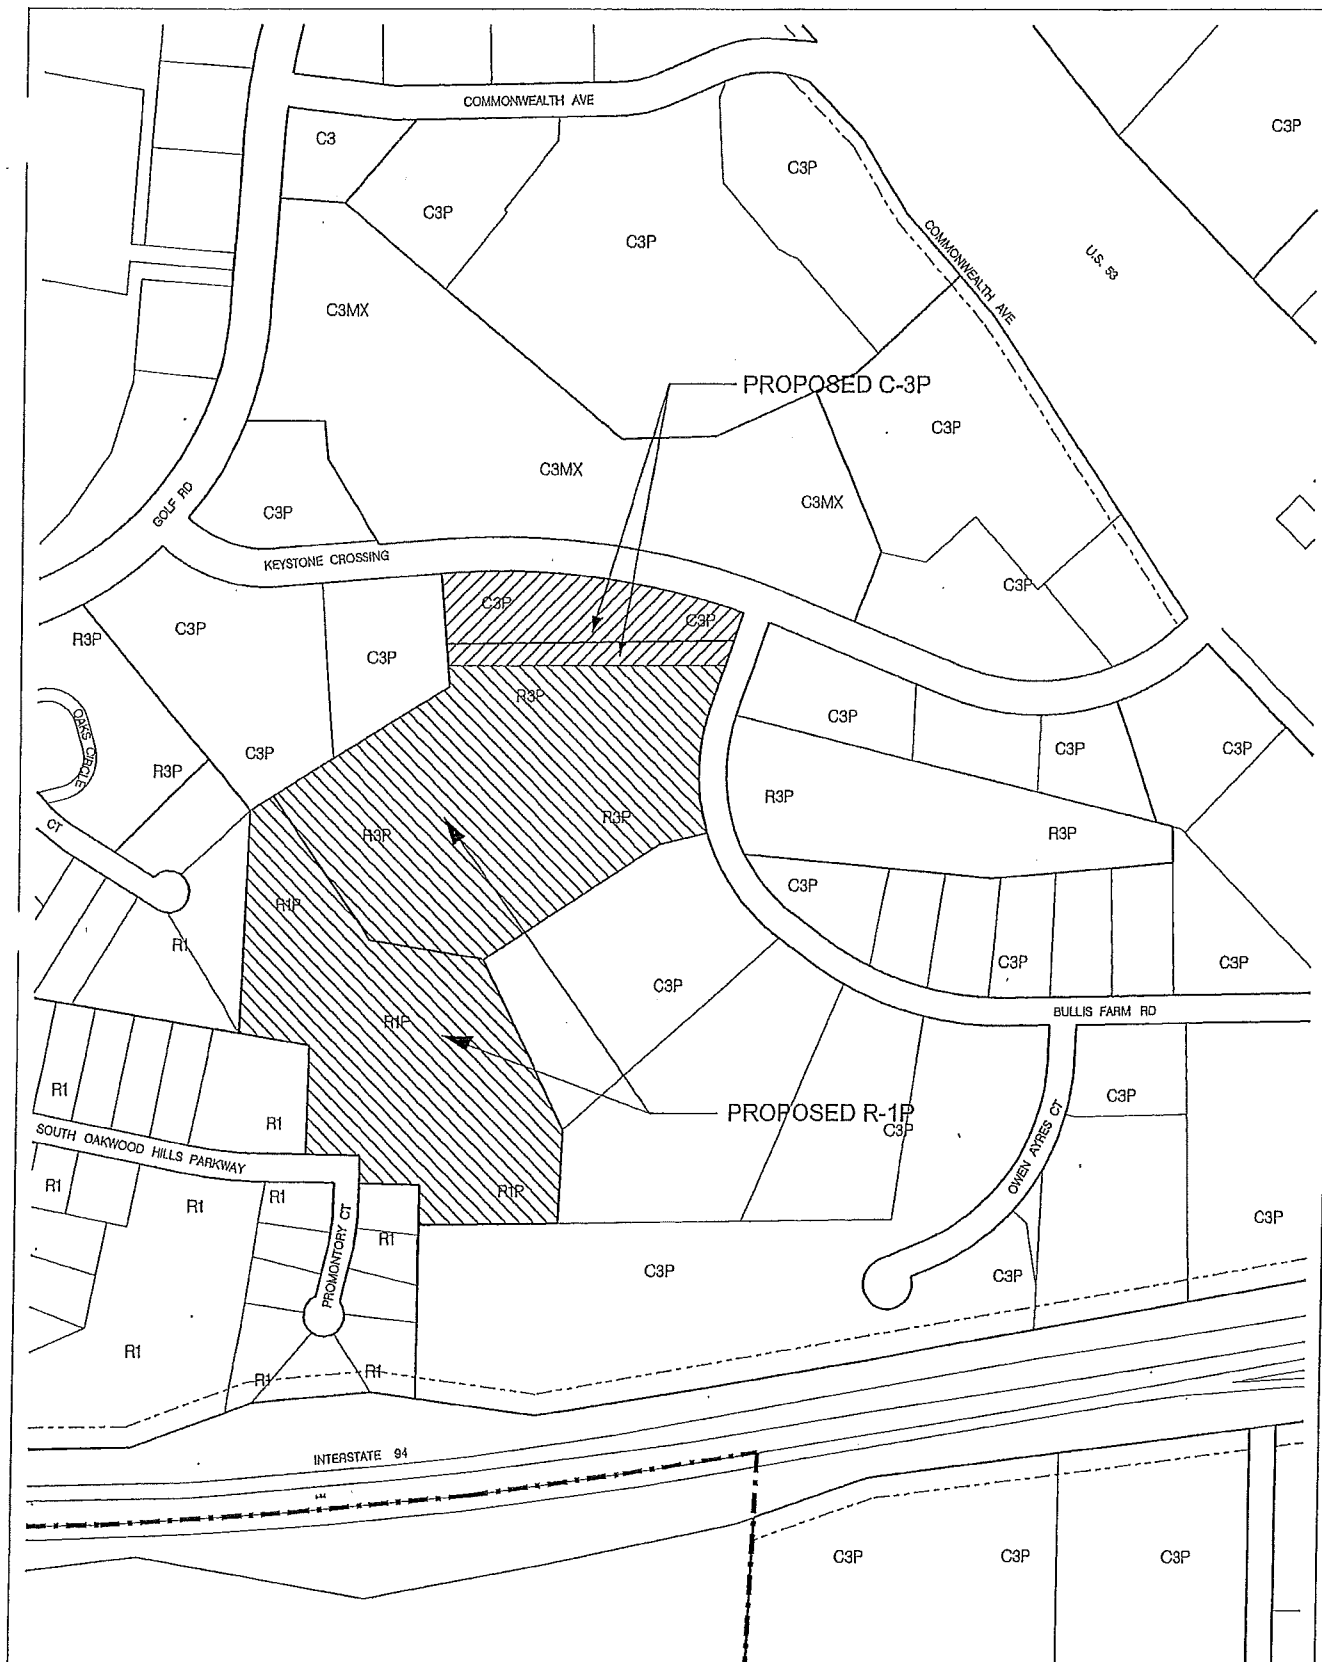 COMMONWEALTH AVE
C3P
C3
C3P
C3P
C3P
COMMONWEALTH AVE
U.S. 53
C3MX
PROPOSED C-3P
C3P
C3MX
C3MX
GOLF RD
C3P
KEYSTONE CROSSING
C3P
C3P
C3P
R3P
C3P
C3P
R3P
C3P
OAKS CIRCLE
C3P
C3P
C3P
R3P
R3P
R3P
R3P
R3P
CT
C3P
R1P
R1
C3P
C3P
C3P
R1P
BULLIS FARM RD
R1
C3P
PROPOSED R-1P
C3P
R1
SOUTH OAKWOOD HILLS PARKWAY
OWEN AYRES CT
R1
R1
R1
R1P
PROMONTORY CT
R1
C3P
C3P
C3P
R1
R1
R1
INTERSTATE 94
C3P
C3P
C3P